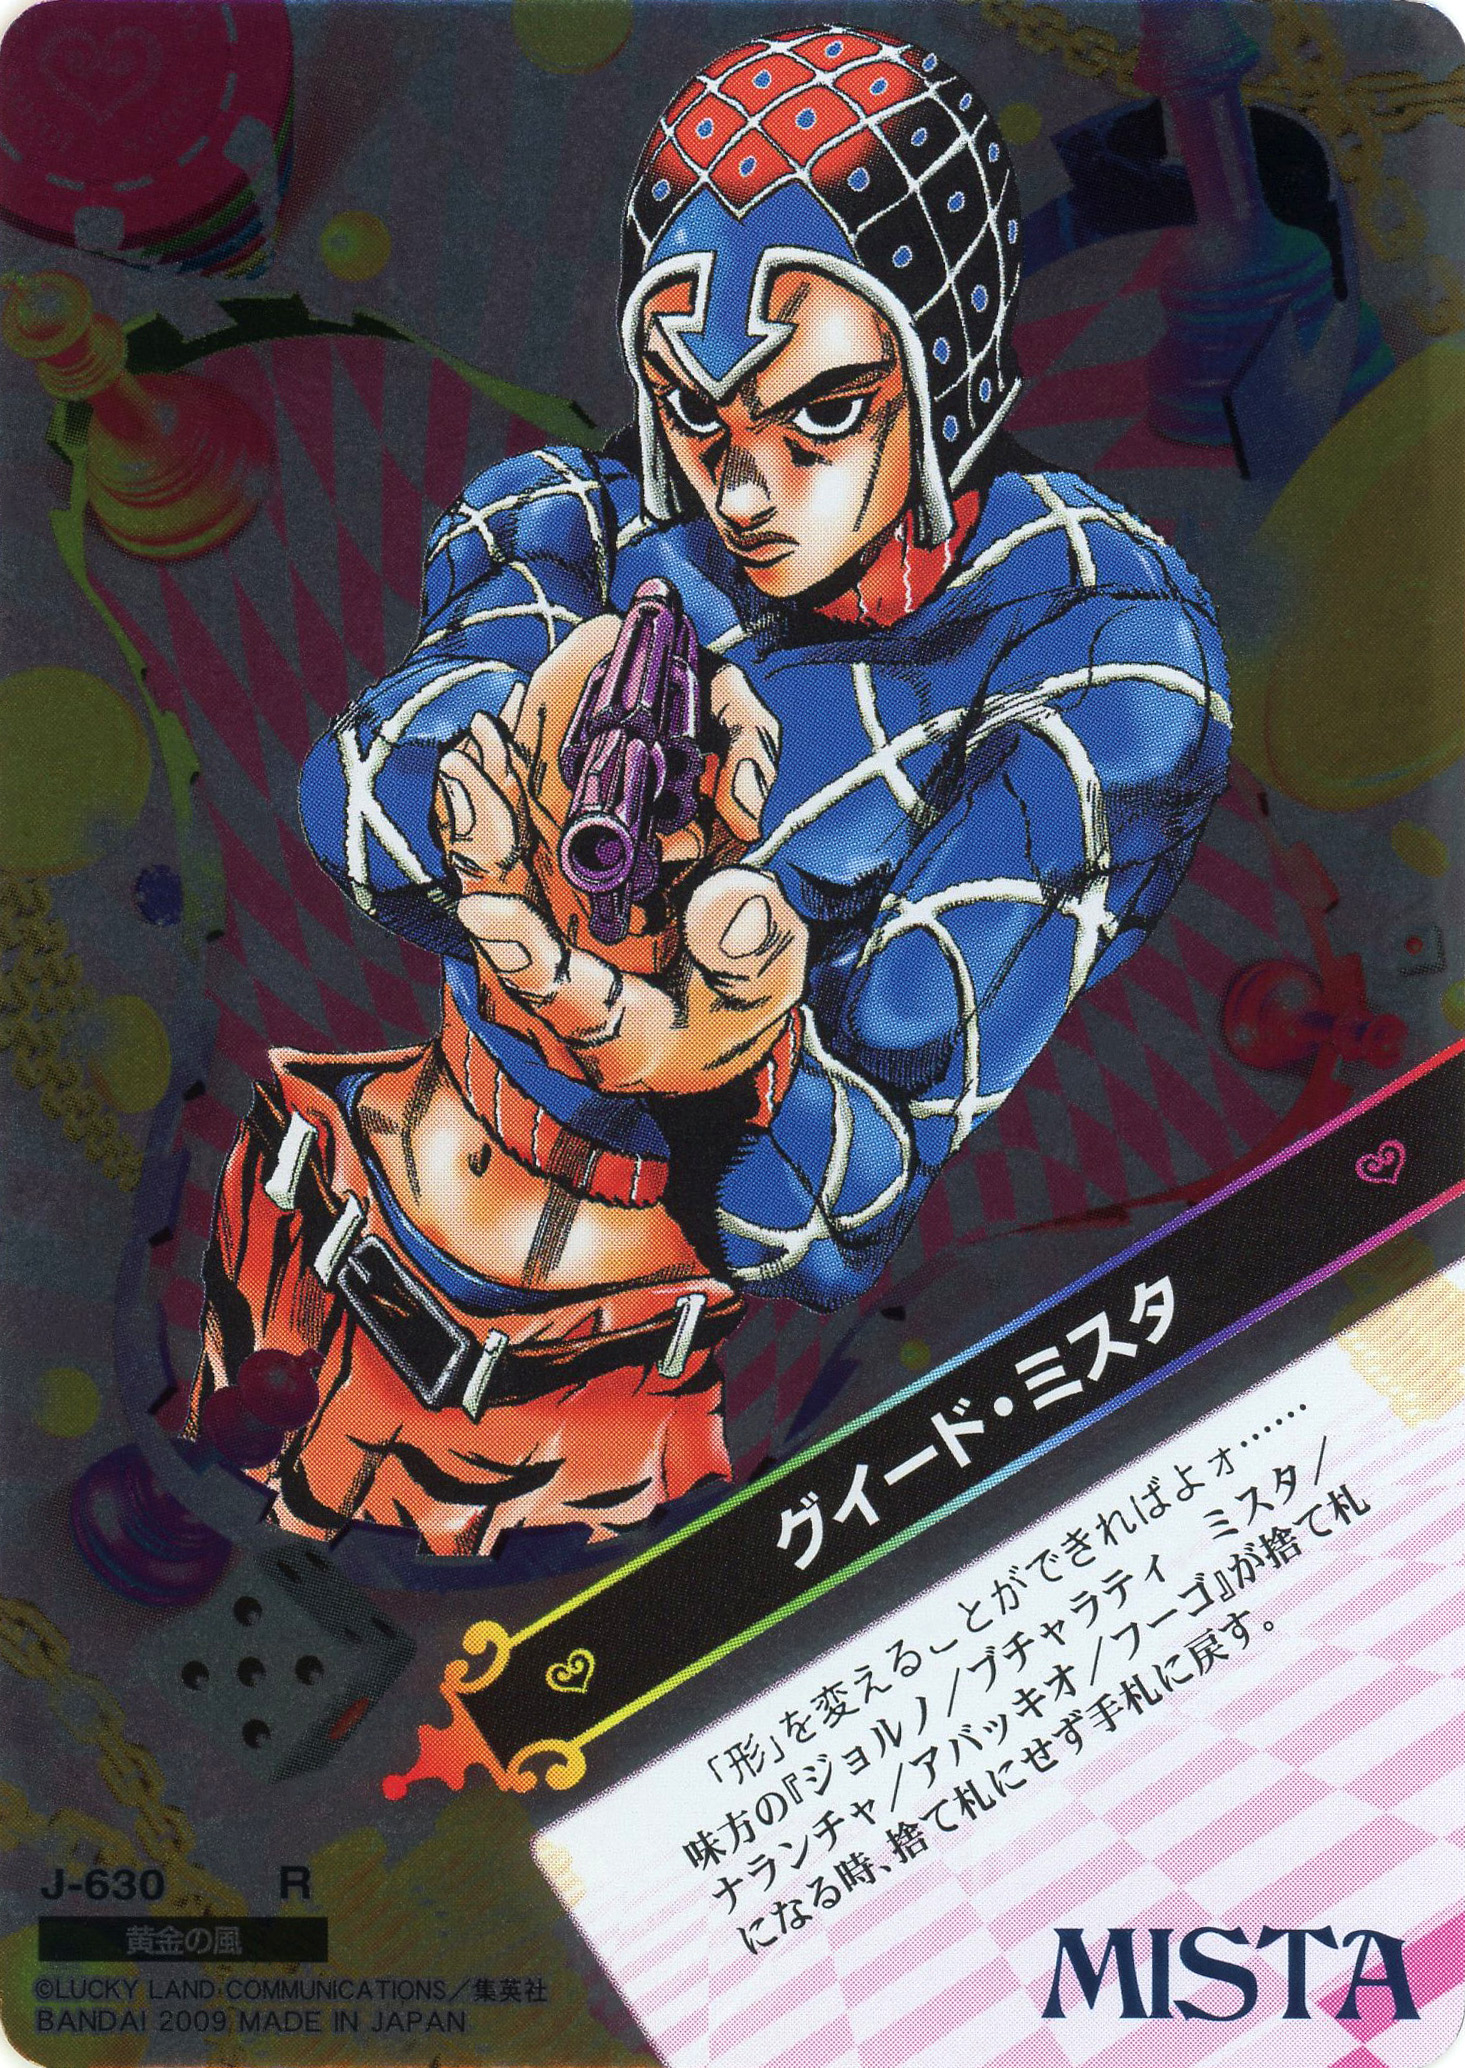 グイード・ミスタ
「形」を変えることができればよォ……
味方の『ジョルノ／ブチャラティ ミスタ／
ナランチャ／アバッキオ／フーゴ』が捨て札
になる時、捨て札にせず手札に戻す。
MISTA
J-630 R
黄金の風
©LUCKY LAND COMMUNICATIONS／集英社
BANDAI 2009 MADE IN JAPAN